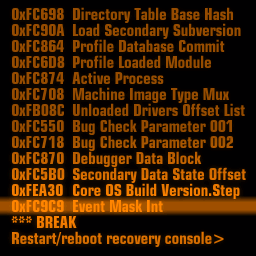 0xFC698 Directory Table Base Hash
0xFC90A Load Secondary Subversion
0xFC864 Profile Database Commit
0xFC6D8 Profile Loaded Module
0xFC874 Active Process
0xFC708 Machine Image Type Mux
0xFB08C Unloaded Drivers Offset List
0xFC550 Bug Check Parameter 001
0xFC718 Bug Check Parameter 002
0xFC870 Debugger Data Block
0xFC5B0 Secondary Data State Offset
0xFEA30 Core OS Build Version.Step
0xFC9C9 Event Mask Int
*** BREAK
Restart/reboot recovery console>